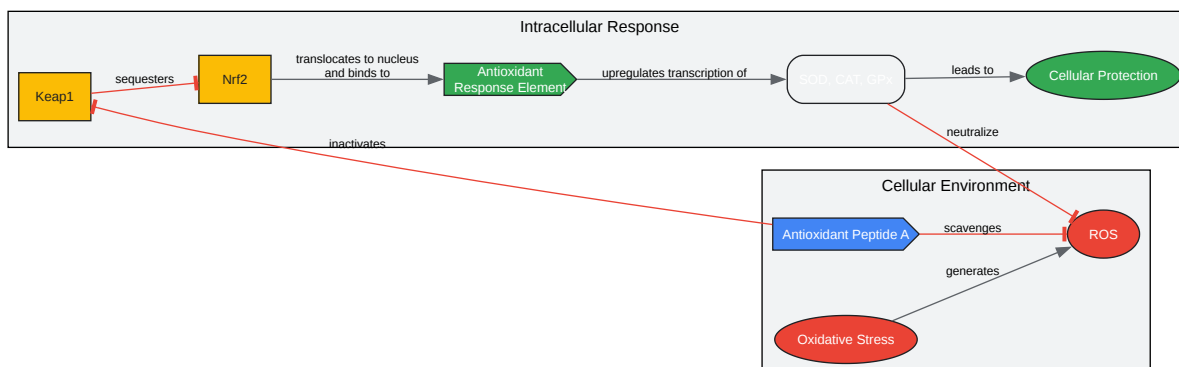 Intracellular Response
Keap1
sequesters
Nrf2
translocates to nucleus
and binds to
Antioxidant
Response Element
upregulates transcription of
SOD, CAT, GPx
leads to
Cellular Protection
inactivates
neutralize
Cellular Environment
Antioxidant Peptide A
scavenges
ROS
generates
Oxidative Stress